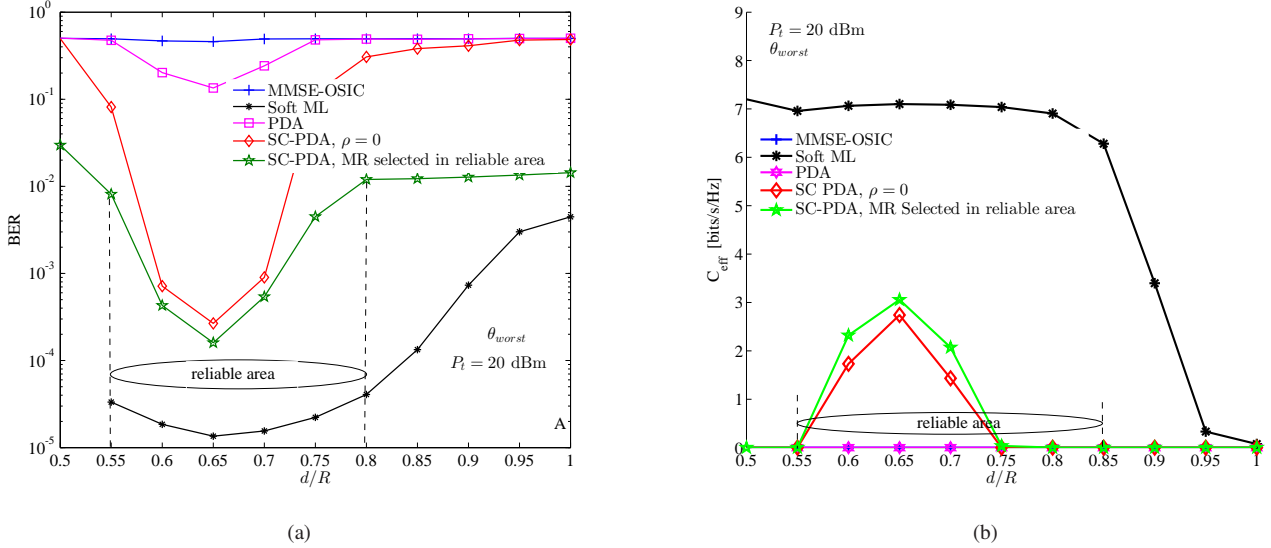 10^0
10^-1
10^-2
10^-3
10^-4
10^-5
BER
MMSE-OSIC
Soft ML
PDA
SC-PDA, ρ = 0
SC-PDA, MR selected in reliable area
θ_worst
P_t = 20 dBm
reliable area
A
0.5 0.55 0.6 0.65 0.7 0.75 0.8 0.85 0.9 0.95 1
d/R
(a)
9
8
7
6
5
4
3
2
1
0
C_eff [bits/s/Hz]
P_t = 20 dBm
θ_worst
MMSE-OSIC
Soft ML
PDA
SC PDA, ρ = 0
SC-PDA, MR Selected in reliable area
reliable area
0.5 0.55 0.6 0.65 0.7 0.75 0.8 0.85 0.9 0.95 1
d/R
(b)